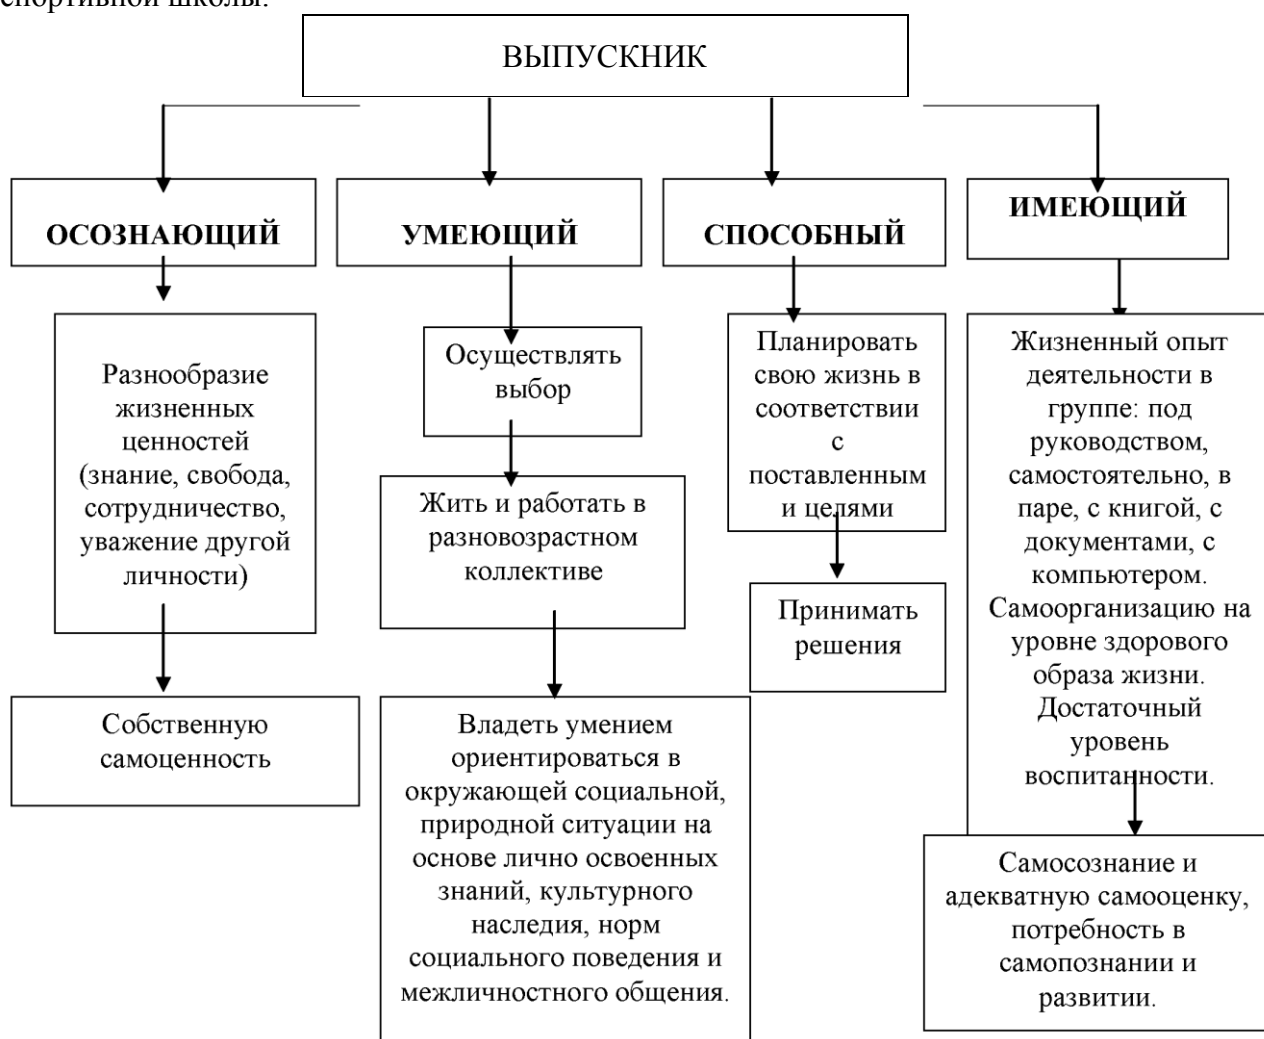 спортивной школы.
ВЫПУСКНИК
ОСОЗНАЮЩИЙ
УМЕЮЩИЙ
СПОСОБНЫЙ
ИМЕЮЩИЙ
Разнообразие
жизненных
ценностей
(знание, свобода,
сотрудничество,
уважение другой
личности)
Собственную
самоценность
Осуществлять
выбор
Жить и работать в
разновозрастном
коллективе
Владеть умением
ориентироваться в
окружающей социальной,
природной ситуации на
основе лично освоенных
знаний, культурного
наследия, норм
социального поведения и
межличностного общения.
Планировать
свою жизнь в
соответствии
с
поставленным
и целями
Принимать
решения
Жизненный опыт
деятельности в
группе: под
руководством,
самостоятельно, в
паре, с книгой, с
документами, с
компьютером.
Самоорганизацию на
уровне здорового
образа жизни.
Достаточный
уровень
воспитанности.
Самосознание и
адекватную самооценку,
потребность в
самопознании и
развитии.